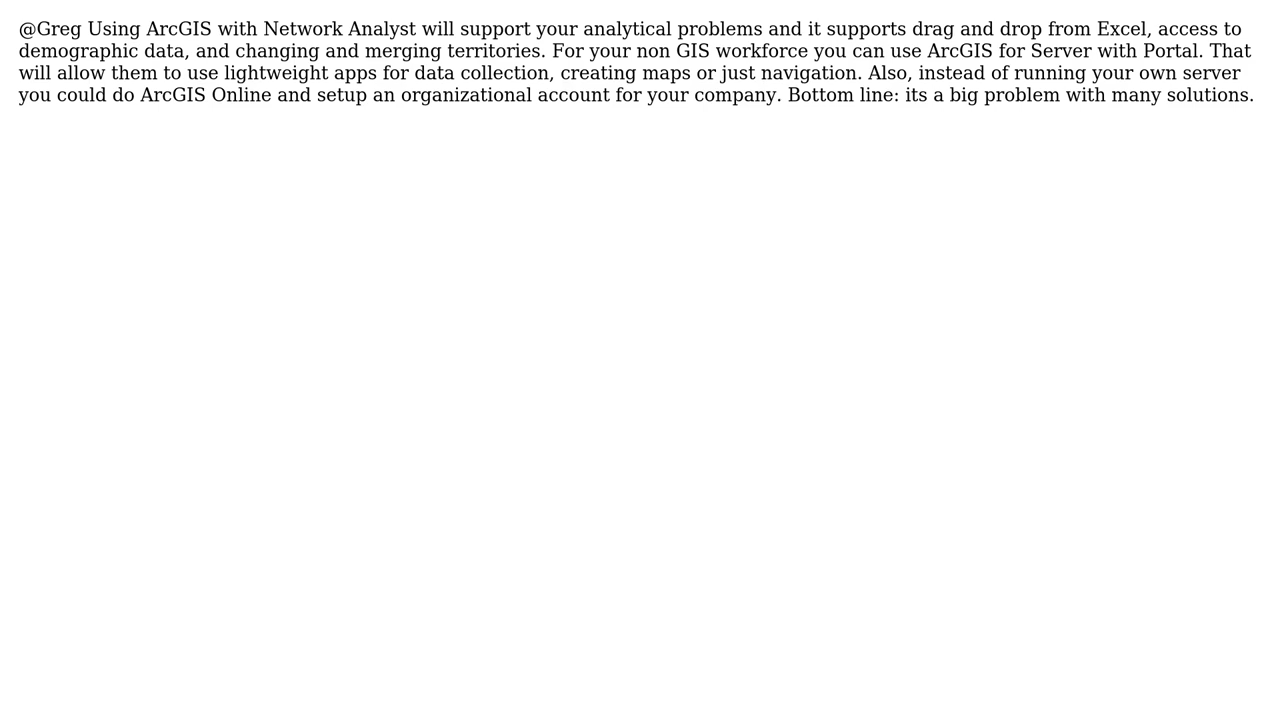 @Greg Using ArcGIS with Network Analyst will support your analytical problems and it supports drag and drop from Excel, access to
demographic data, and changing and merging territories. For your non GIS workforce you can use ArcGIS for Server with Portal. That
will allow them to use lightweight apps for data collection, creating maps or just navigation. Also, instead of running your own server
you could do ArcGIS Online and setup an organizational account for your company. Bottom line: its a big problem with many solutions.